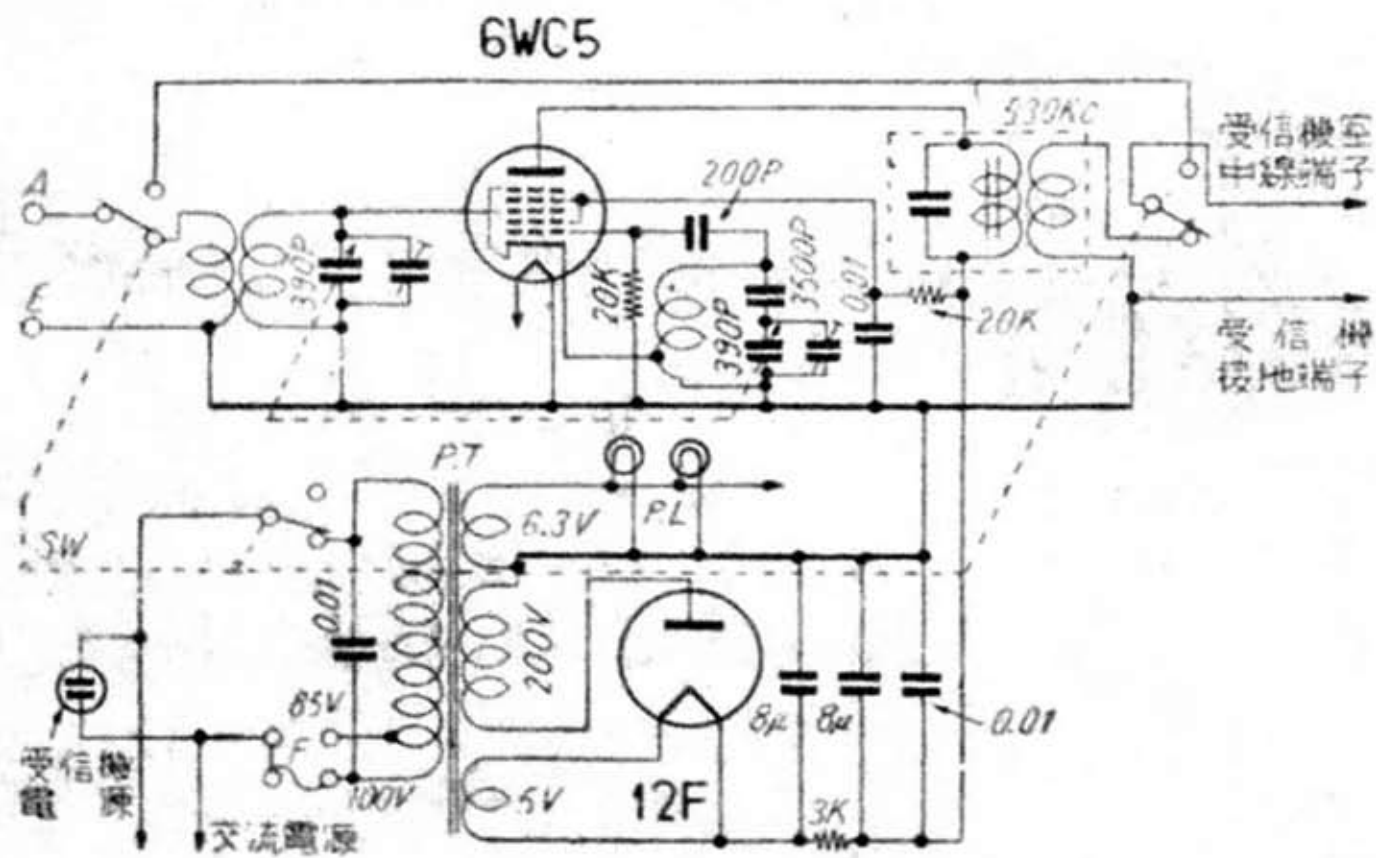 6WC5
530KC
受信機空
中線端子
A
390P
200P
20K
3500P
390P
0.01
20K
E
受信機
接地端子
P.T
6.3V
P.L
SW
0.01
200V
85V
F
100V
5V
12F
8μ
8μ
3K
0.01
受信機
電源
交流電源